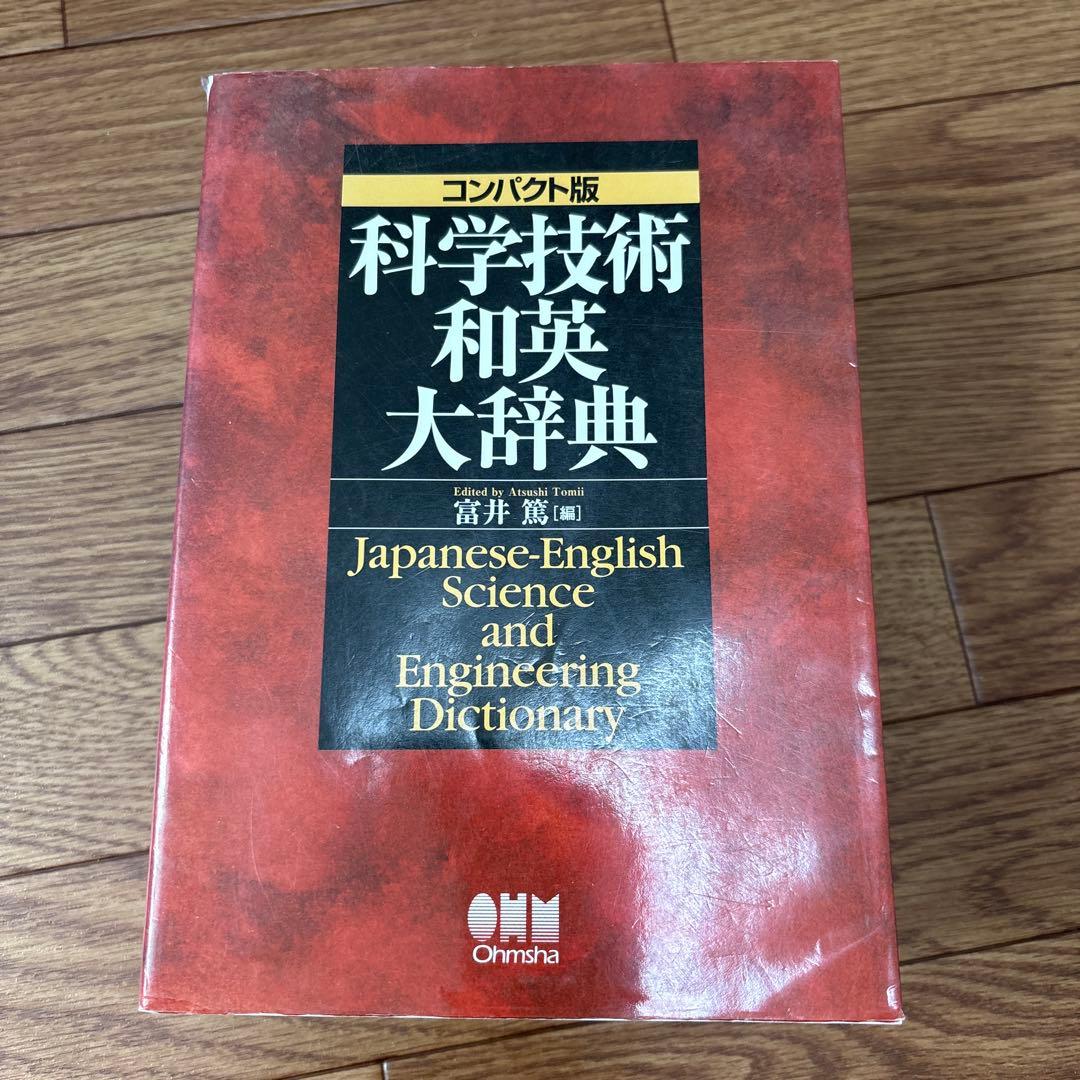 コンパクト版
科学技術
和英
大辞典
Edited by Atsushi Tomii
富井 篤[編]
Japanese-English
Science
and
Engineering
Dictionary
OHM
Ohmsha